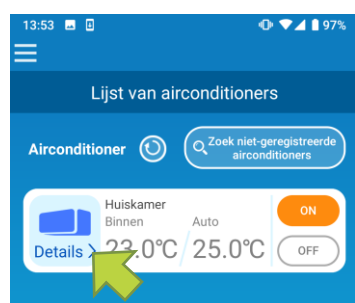 13:53 97%
Lijst van airconditioners
Airconditioner Zoek niet-geregistreerde
airconditioners
Huiskamer
Binnen Auto ON
Details > 23.0℃ / 25.0℃ OFF